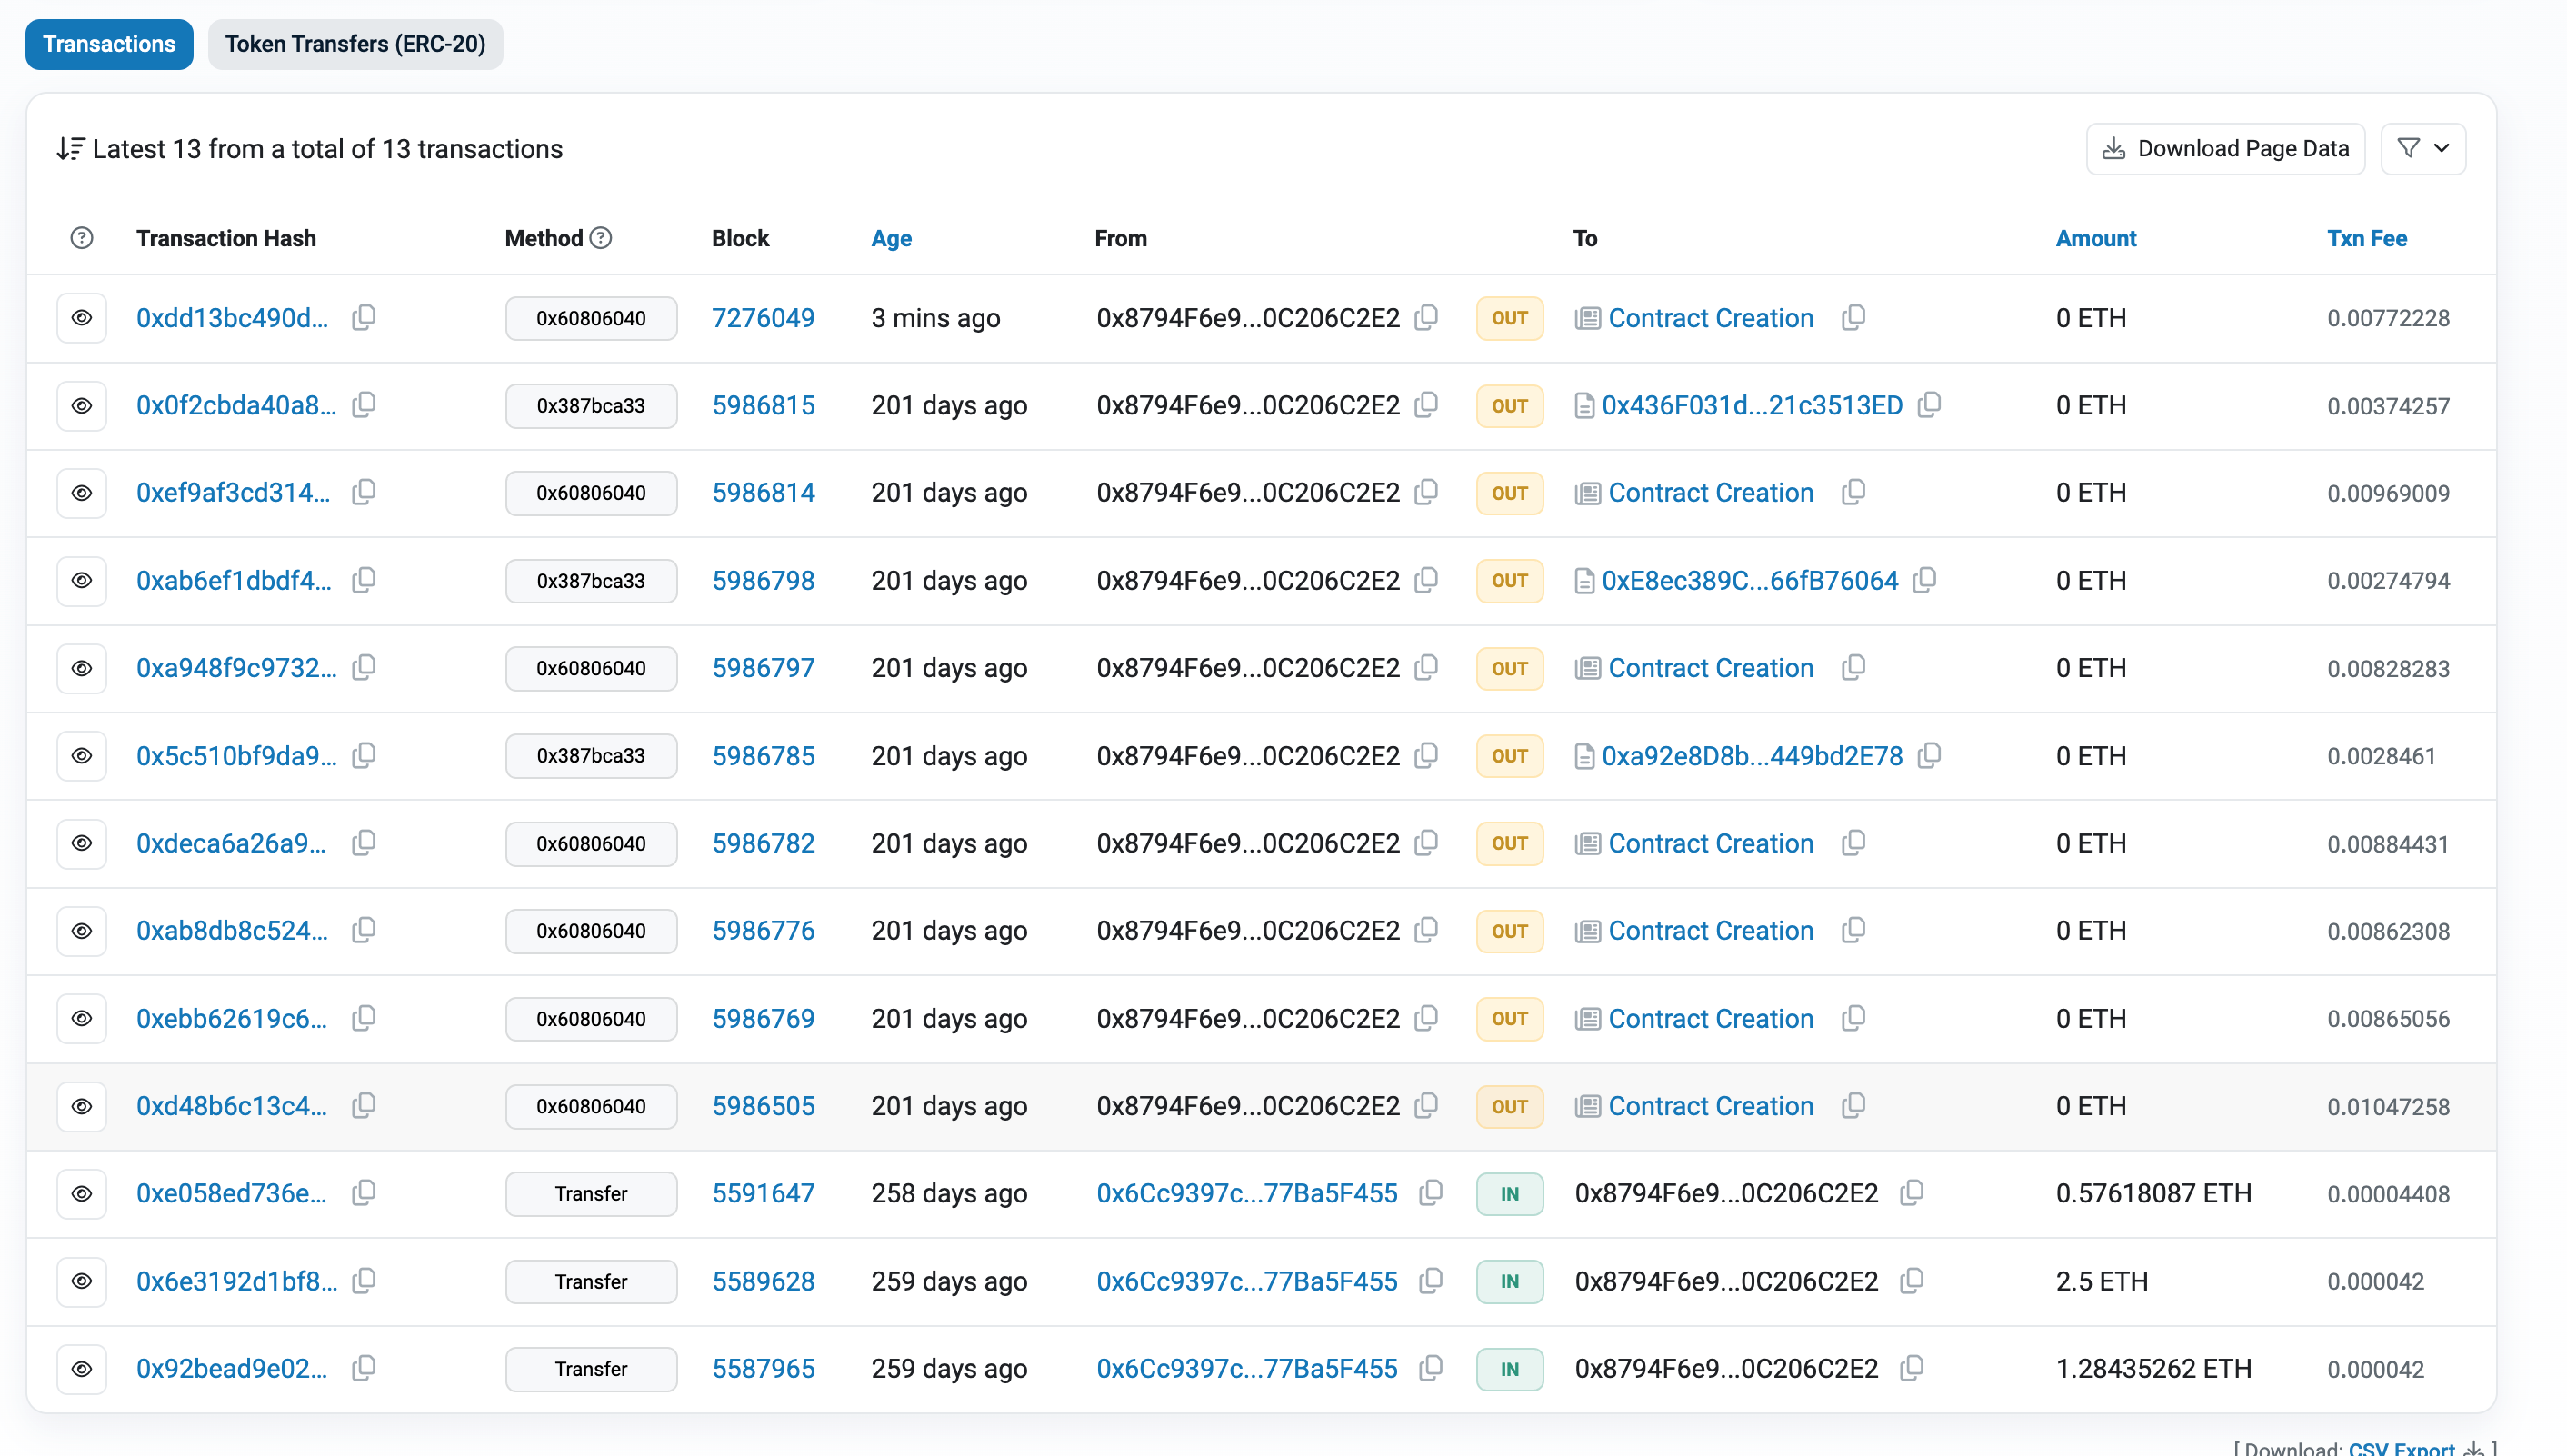 Transactions Token Transfers (ERC-20)
Latest 13 from a total of 13 transactions Download Page Data
Transaction Hash Method Block Age From To Amount Txn Fee
0xdd13bc490d... 0x60806040 7276049 3 mins ago 0x8794F6e9...0C206C2E2 OUT Contract Creation 0 ETH 0.00772228
0x0f2cbda40a8... 0x387bca33 5986815 201 days ago 0x8794F6e9...0C206C2E2 OUT 0x436F031d...21c3513ED 0 ETH 0.00374257
0xef9af3cd314... 0x60806040 5986814 201 days ago 0x8794F6e9...0C206C2E2 OUT Contract Creation 0 ETH 0.00969009
0xab6ef1dbdf4... 0x387bca33 5986798 201 days ago 0x8794F6e9...0C206C2E2 OUT 0xE8ec389C...66fB76064 0 ETH 0.00274794
0xa948f9c9732... 0x60806040 5986797 201 days ago 0x8794F6e9...0C206C2E2 OUT Contract Creation 0 ETH 0.00828283
0x5c510bf9da9... 0x387bca33 5986785 201 days ago 0x8794F6e9...0C206C2E2 OUT 0xa92e8D8b...449bd2E78 0 ETH 0.0028461
0xdeca6a26a9... 0x60806040 5986782 201 days ago 0x8794F6e9...0C206C2E2 OUT Contract Creation 0 ETH 0.00884431
0xab8db8c524... 0x60806040 5986776 201 days ago 0x8794F6e9...0C206C2E2 OUT Contract Creation 0 ETH 0.00862308
0xebb62619c6... 0x60806040 5986769 201 days ago 0x8794F6e9...0C206C2E2 OUT Contract Creation 0 ETH 0.00865056
0xd48b6c13c4... 0x60806040 5986505 201 days ago 0x8794F6e9...0C206C2E2 OUT Contract Creation 0 ETH 0.01047258
0xe058ed736e... Transfer 5591647 258 days ago 0x6Cc9397c...77Ba5F455 IN 0x8794F6e9...0C206C2E2 0.57618087 ETH 0.00004408
0x6e3192d1bf8... Transfer 5589628 259 days ago 0x6Cc9397c...77Ba5F455 IN 0x8794F6e9...0C206C2E2 2.5 ETH 0.000042
0x92bead9e02... Transfer 5587965 259 days ago 0x6Cc9397c...77Ba5F455 IN 0x8794F6e9...0C206C2E2 1.28435262 ETH 0.000042
[ Download: CSV Export ]